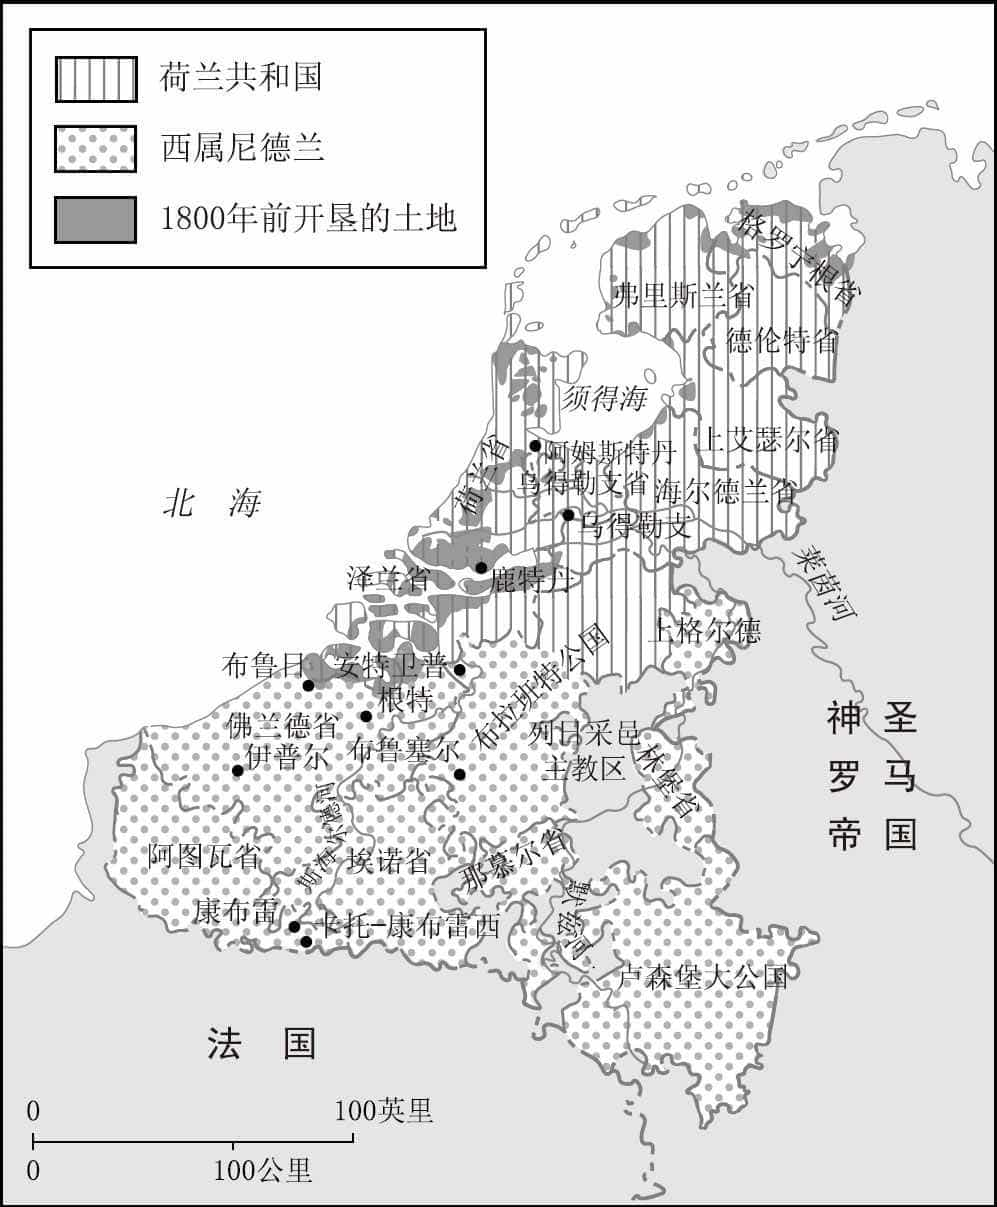 荷兰共和国
西属尼德兰
1800年前开垦的土地
格罗宁根省
弗里斯兰省
德伦特省
须得海
上艾瑟尔省
荷兰省
阿姆斯特丹
乌得勒支省
海尔德兰省
北 海
乌得勒支
莱茵河
泽兰省
鹿特丹
上格尔德
布鲁日
安特卫普
布拉班特公国
根特
佛兰德省
列日采邑
主教区
伊普尔
布鲁塞尔
林堡省
神圣
罗马
帝国
斯海尔德河
阿图瓦省
埃诺省
那慕尔省
默兹河
康布雷
卡托-康布雷西
卢森堡大公国
法 国
0
100英里
0
100公里